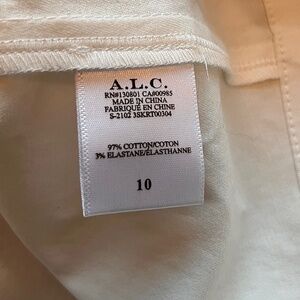 A.L.C.
RN#130801 CA#00985
MADE IN CHINA
FABRIQUÉ EN CHINE
S-2102 3SKRT00304
97% COTTON/COTON
3% ELASTANE/ÉLASTHANNE
10